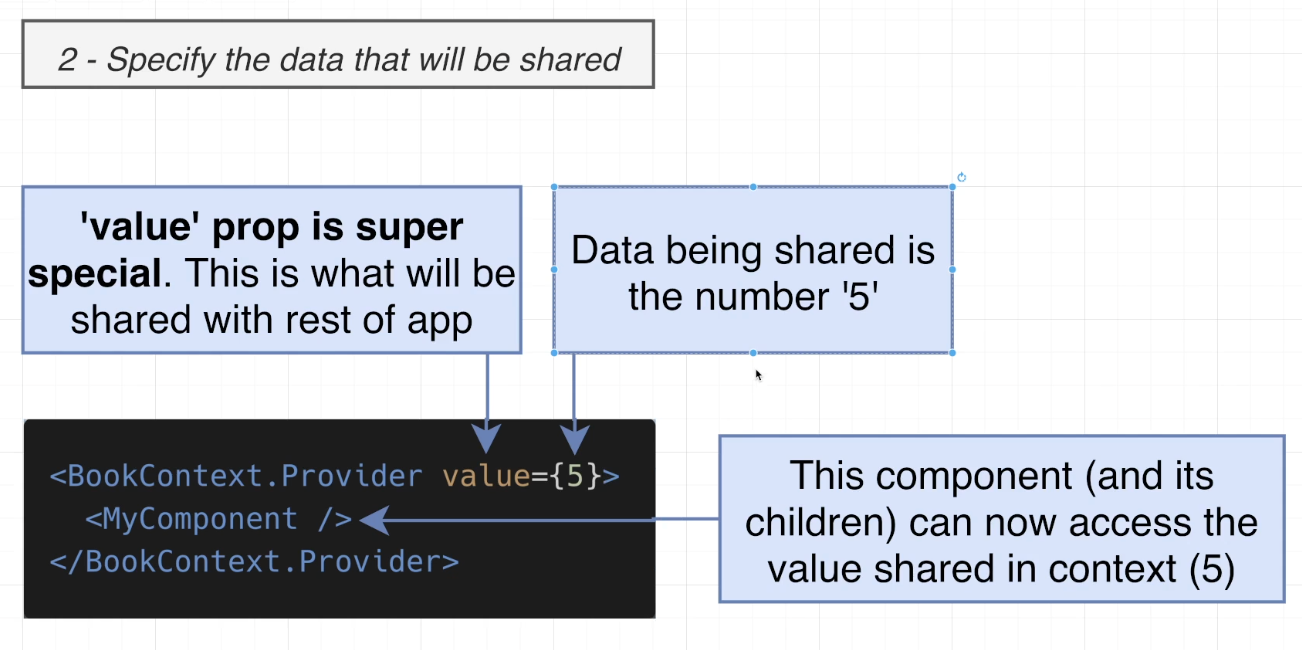 2 - Specify the data that will be shared
'value' prop is super
special. This is what will be
shared with rest of app
Data being shared is
the number '5'
<BookContext.Provider value={5}>
  <MyComponent />
</BookContext.Provider>
This component (and its
children) can now access the
value shared in context (5)